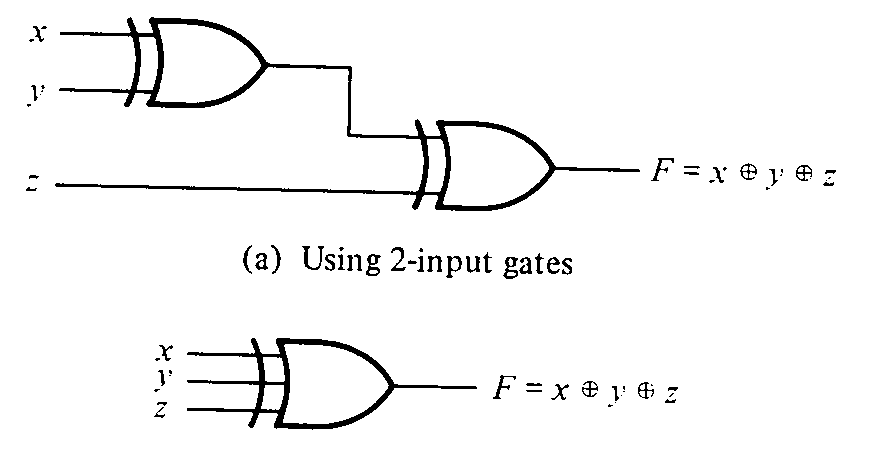 x
y
z
F = x ⊕ y ⊕ z
(a) Using 2-input gates
x
y
z
F = x ⊕ y ⊕ z